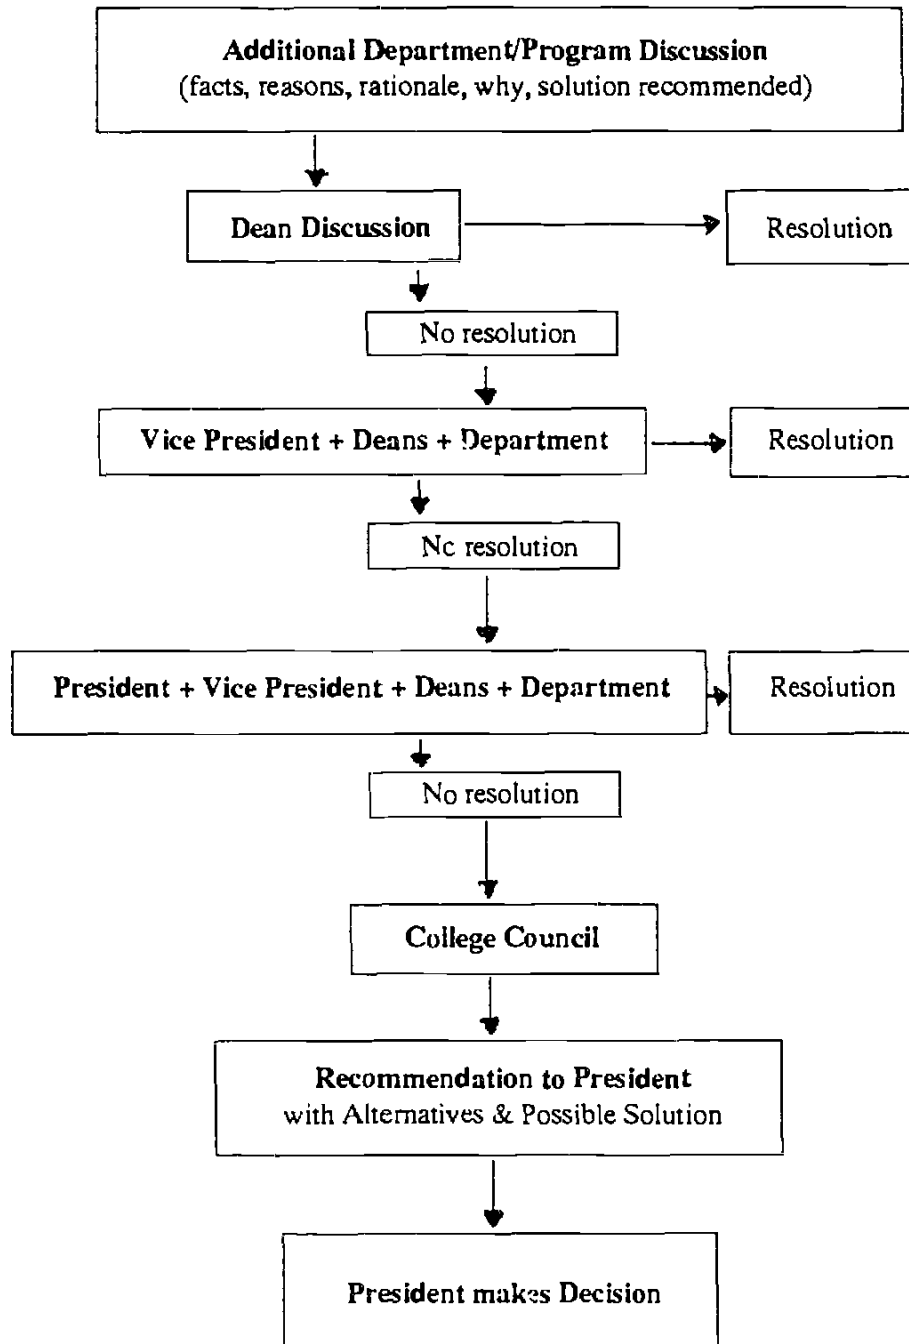 Additional Department/Program Discussion
(facts, reasons, rationale, why, solution recommended)
Dean Discussion
Resolution
No resolution
Vice President + Deans + Department
Resolution
Nc resolution
President + Vice President + Deans + Department
Resolution
No resolution
College Council
Recommendation to President
with Alternatives & Possible Solution
President makes Decision